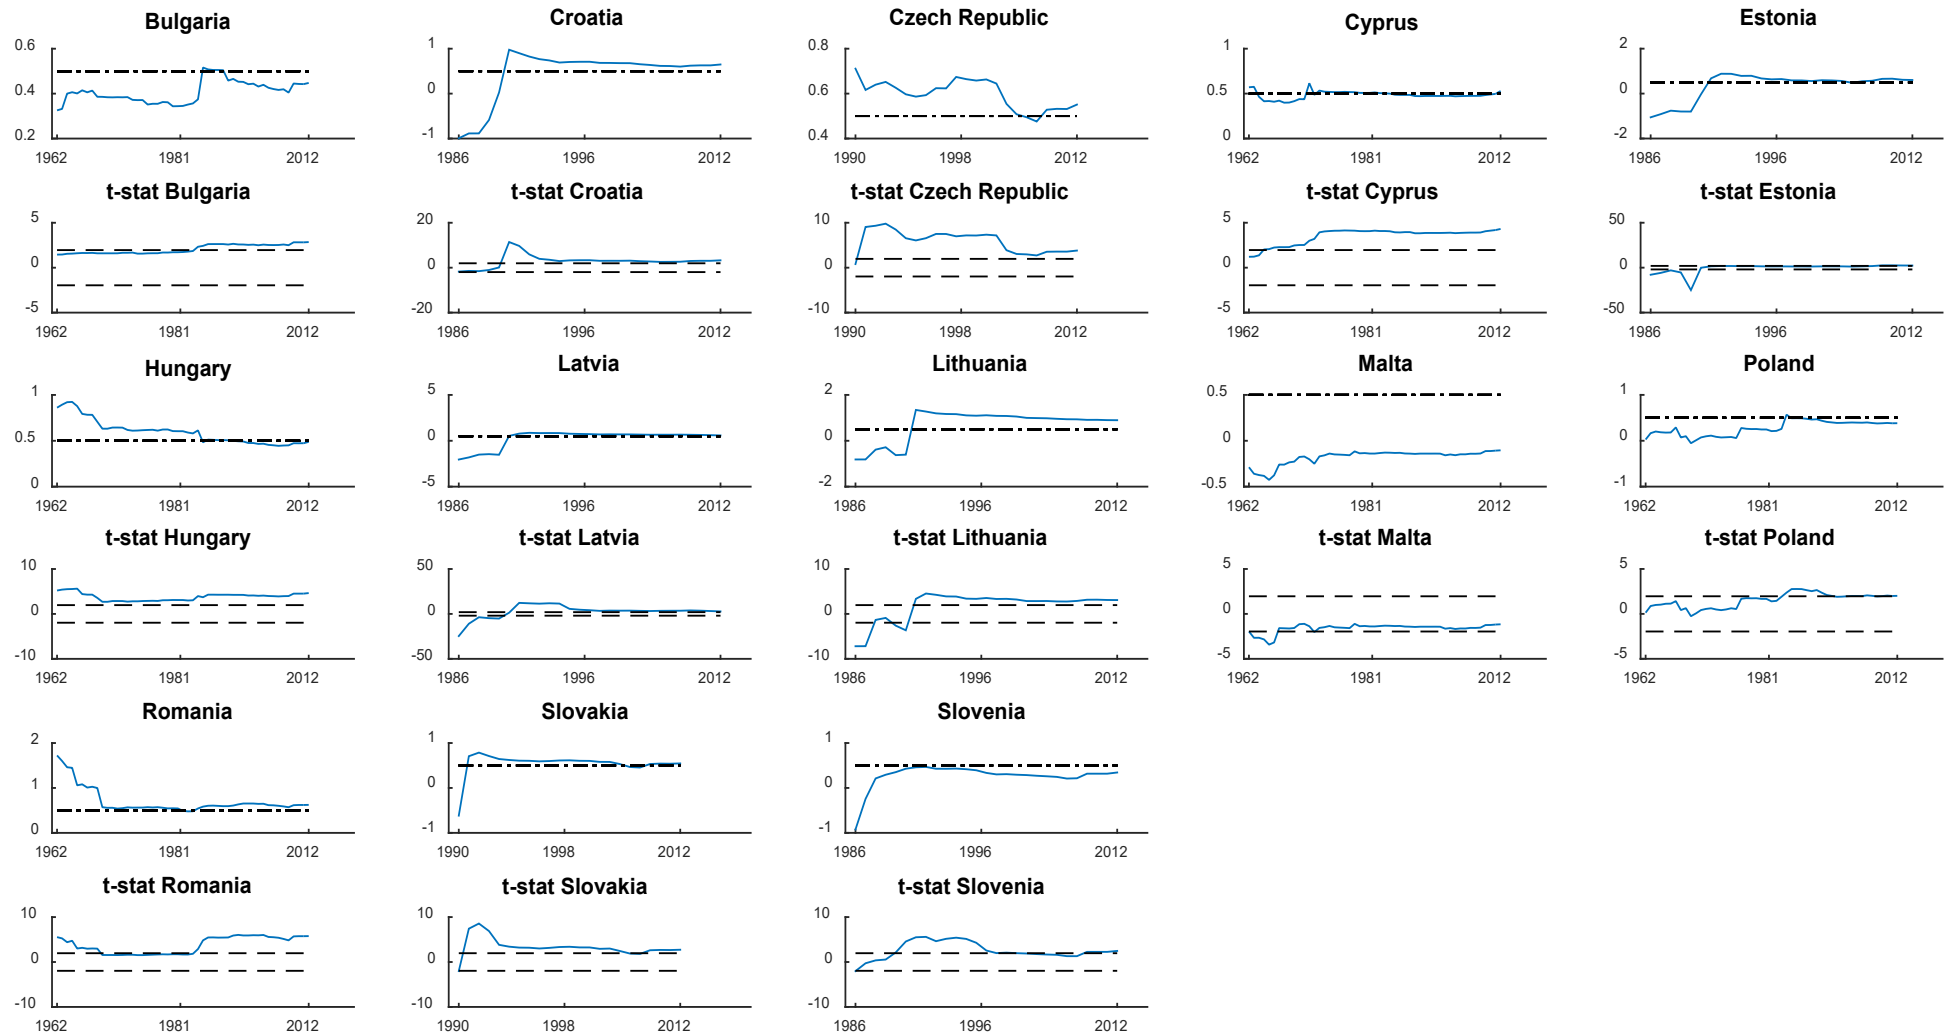 Bulgaria
0.6
0.4
0.2
1962 1981 2012
Croatia
1
0
-1
1986 1996 2012
Czech Republic
0.8
0.6
0.4
1990 1998 2012
Cyprus
1
0.5
0
1962 1981 2012
Estonia
2
0
-2
1986 1996 2012
t-stat Bulgaria
5
0
-5
1962 1981 2012
t-stat Croatia
20
0
-20
1986 1996 2012
t-stat Czech Republic
10
0
-10
1990 1998 2012
t-stat Cyprus
5
0
-5
1962 1981 2012
t-stat Estonia
50
0
-50
1986 1996 2012
Hungary
1
0.5
0
1962 1981 2012
Latvia
5
0
-5
1986 1996 2012
Lithuania
2
0
-2
1986 1996 2012
Malta
0.5
0
-0.5
1962 1981 2012
Poland
1
0
-1
1962 1981 2012
t-stat Hungary
10
0
-10
1962 1981 2012
t-stat Latvia
50
0
-50
1986 1996 2012
t-stat Lithuania
10
0
-10
1986 1996 2012
t-stat Malta
5
0
-5
1962 1981 2012
t-stat Poland
5
0
-5
1962 1981 2012
Romania
2
1
0
1962 1981 2012
Slovakia
1
0
-1
1990 1998 2012
Slovenia
1
0
-1
1986 1996 2012
t-stat Romania
10
0
-10
1962 1981 2012
t-stat Slovakia
10
0
-10
1990 1998 2012
t-stat Slovenia
10
0
-10
1986 1996 2012